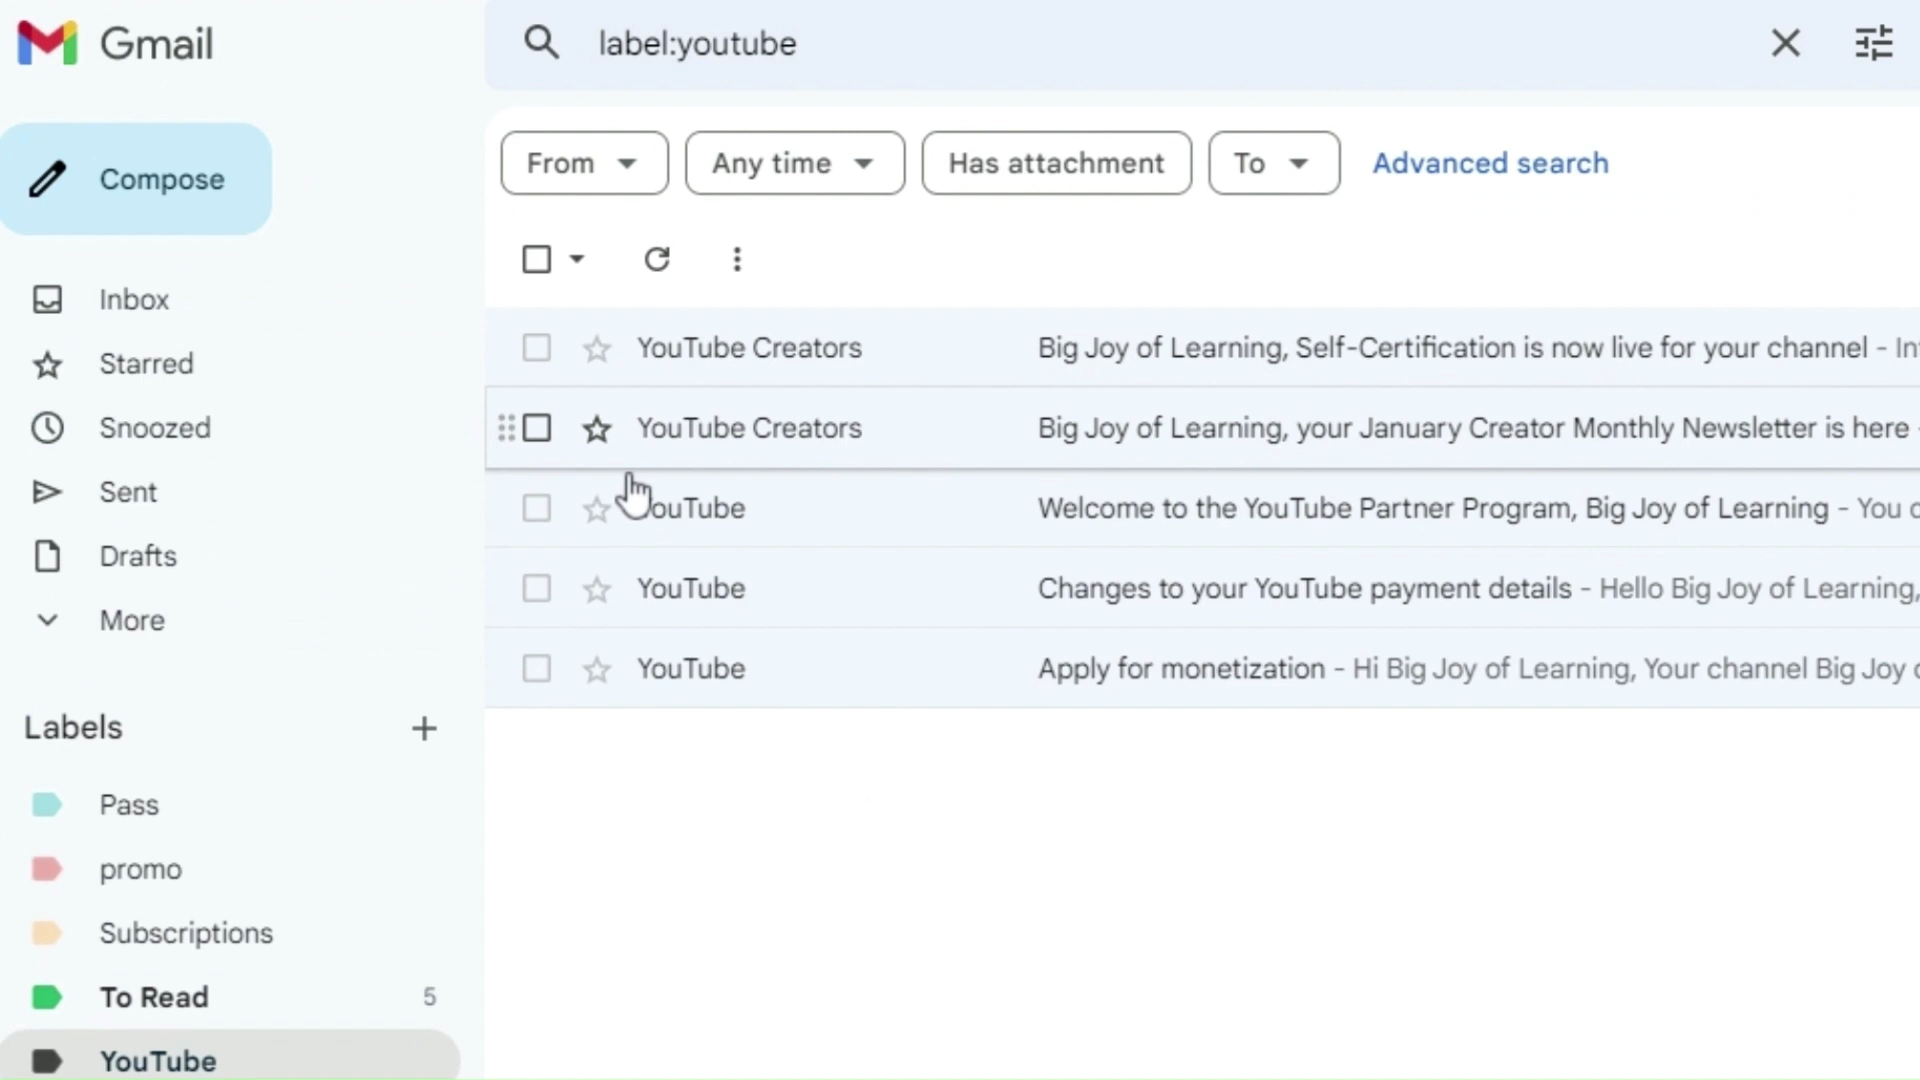 Gmail
label:youtube
Compose
From
Any time
Has attachment
To
Advanced search
Inbox
Starred
Snoozed
Sent
Drafts
More
YouTube Creators Big Joy of Learning, Self-Certification is now live for your channel - In
YouTube Creators Big Joy of Learning, your January Creator Monthly Newsletter is here -
YouTube Welcome to the YouTube Partner Program, Big Joy of Learning - You
YouTube Changes to your YouTube payment details - Hello Big Joy of Learning,
YouTube Apply for monetization - Hi Big Joy of Learning, Your channel Big Joy
Labels +
Pass
promo
Subscriptions
To Read 5
YouTube